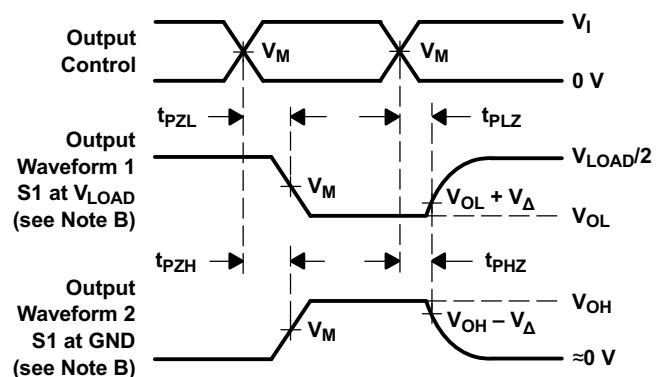 Output
Control
V_M
V_M
V_I
0 V
t_PZL
t_PLZ
Output
Waveform 1
S1 at V_LOAD
(see Note B)
V_M
V_LOAD/2
V_OL + V_Δ
V_OL
t_PZH
t_PHZ
Output
Waveform 2
S1 at GND
(see Note B)
V_M
V_OH
V_OH – V_Δ
≈0 V